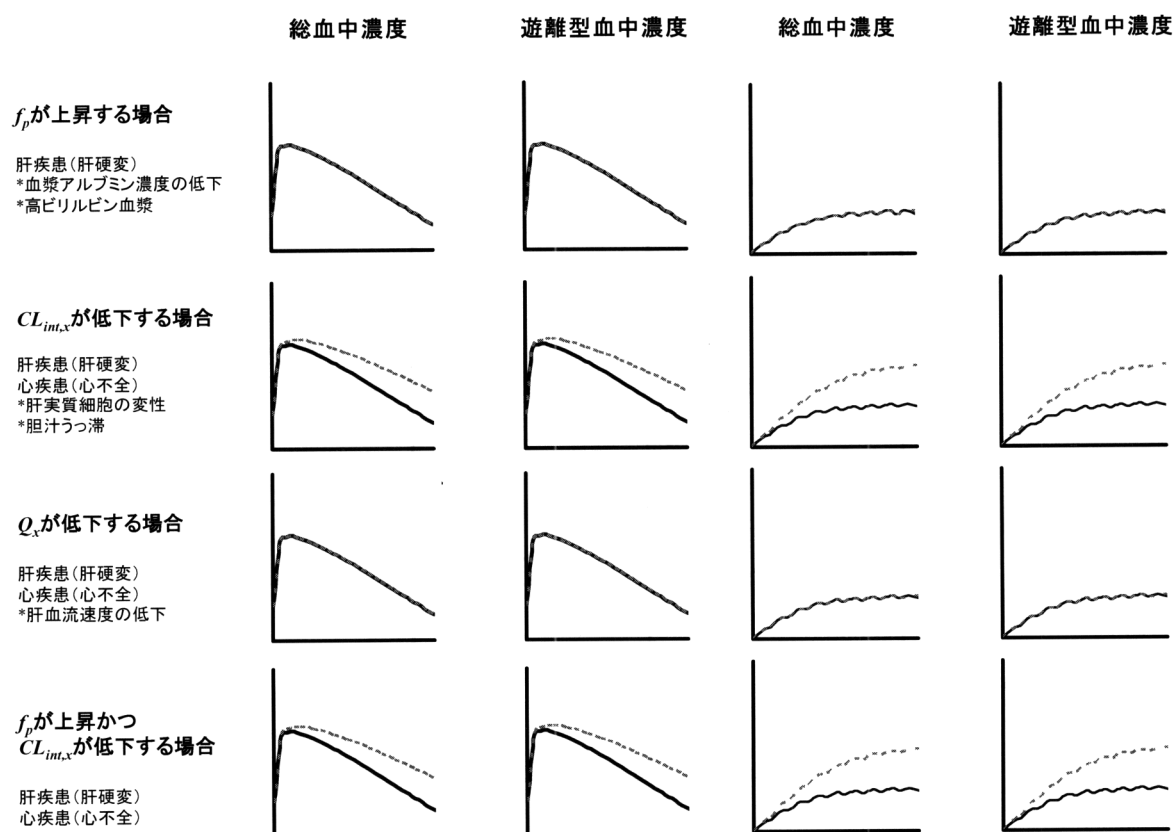 総血中濃度 遊離型血中濃度 総血中濃度 遊離型血中濃度
fpが上昇する場合
肝疾患(肝硬変)
*血漿アルブミン濃度の低下
*高ビリルビン血漿
CLint,xが低下する場合
肝疾患(肝硬変)
心疾患(心不全)
*肝実質細胞の変性
*胆汁うっ滞
Qxが低下する場合
肝疾患(肝硬変)
心疾患(心不全)
*肝血流速度の低下
fpが上昇かつ
CLint,xが低下する場合
肝疾患(肝硬変)
心疾患(心不全)